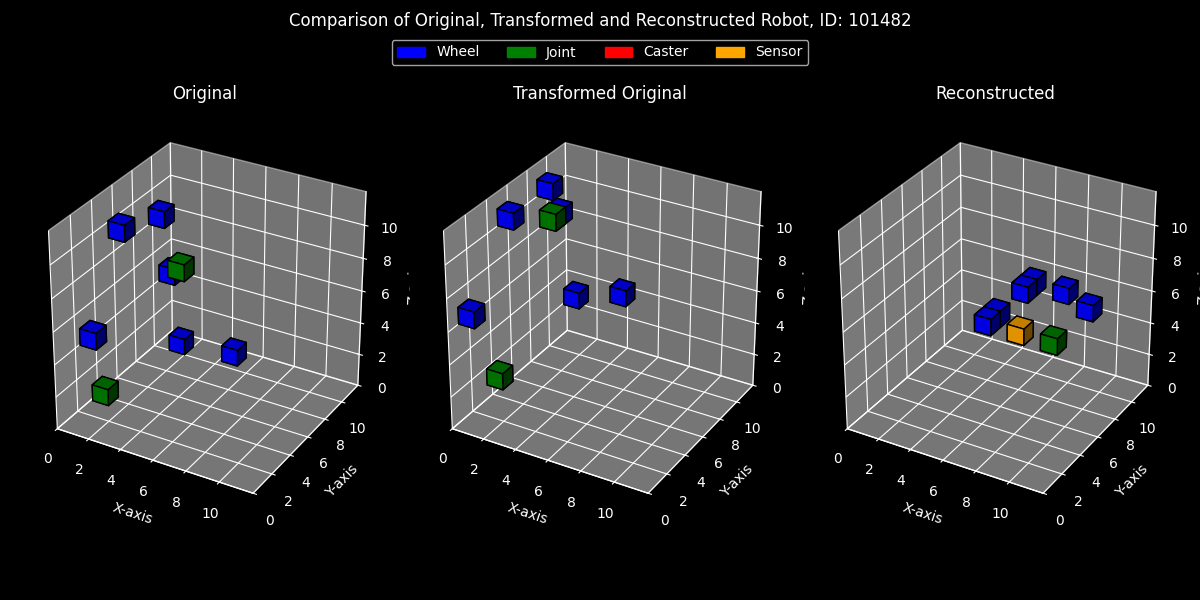 Comparison of Original, Transformed and Reconstructed Robot, ID: 101482
Wheel Joint Caster Sensor
Original
Transformed Original
Reconstructed
0 2 4 6 8 10
X-axis
0 2 4 6 8 10
Y-axis
0 2 4 6 8 10
0 2 4 6 8 10
X-axis
0 2 4 6 8 10
Y-axis
0 2 4 6 8 10
0 2 4 6 8 10
X-axis
0 2 4 6 8 10
Y-axis
0 2 4 6 8 10